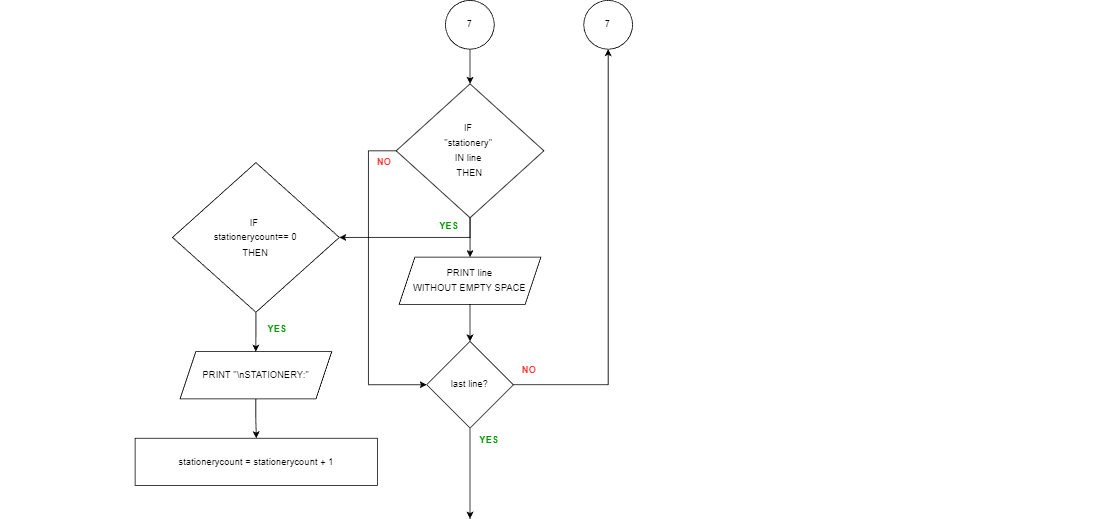 7
7
IF
"stationery"
IN line
THEN
NO
YES
IF
stationerycount== 0
THEN
PRINT line
WITHOUT EMPTY SPACE
YES
PRINT "\nSTATIONERY:"
last line?
NO
YES
stationerycount = stationerycount + 1